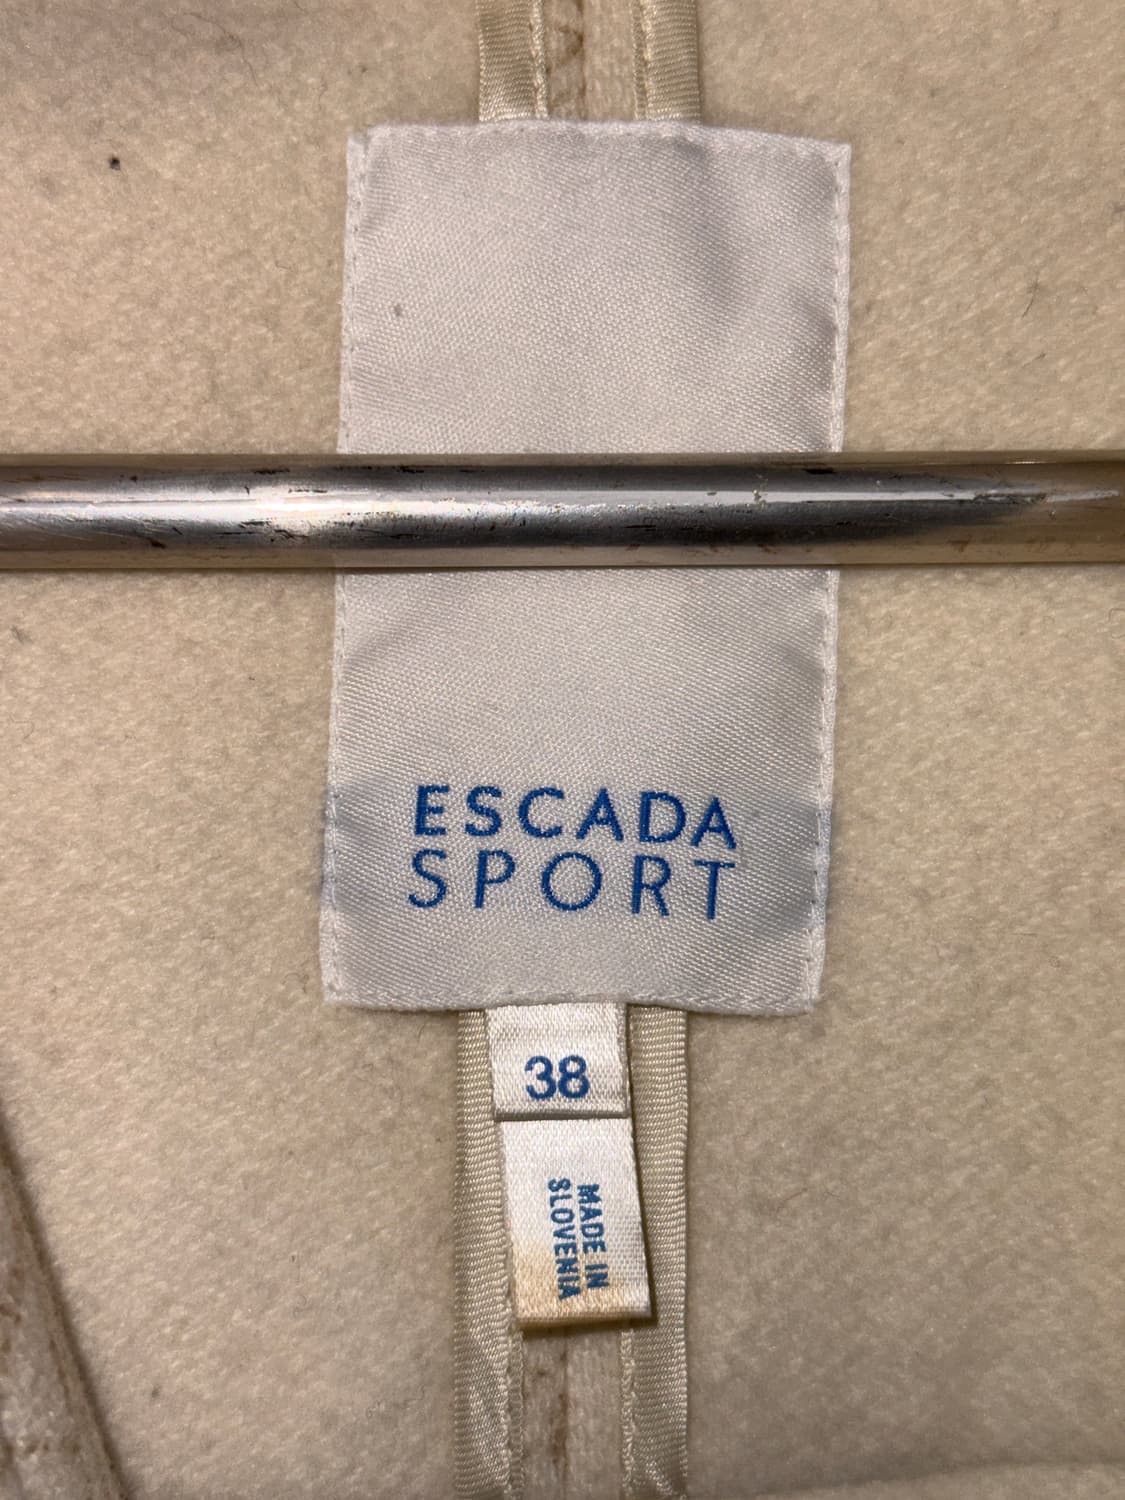 ESCADA
SPORT
38
MADE IN
SLOVENIA